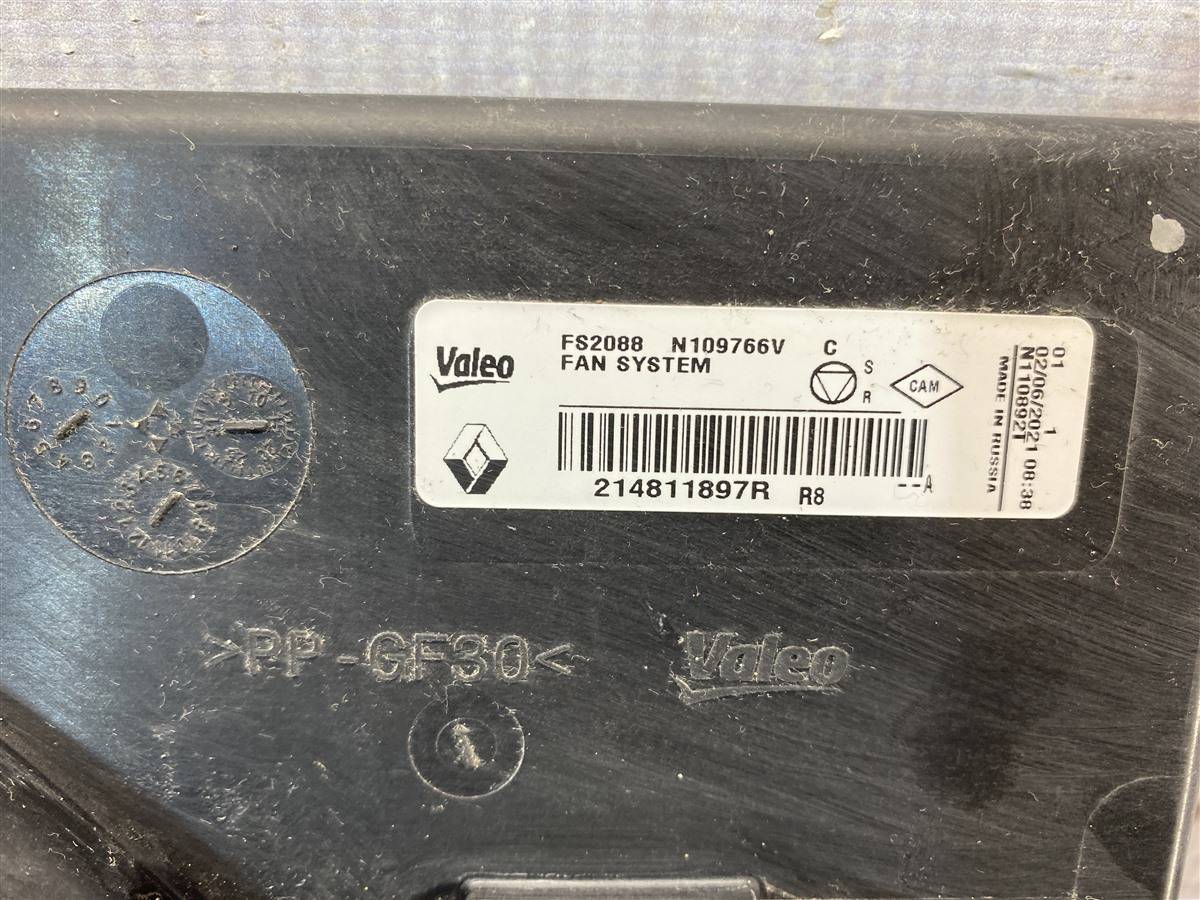 Valeo
FS2088 N109766V
FAN SYSTEM
C
S
R
CAM
214811897R R8
--A
01 1
02/06/2021 08:38
N1108921
MADE IN RUSSIA
>PP-GF30<
Valeo